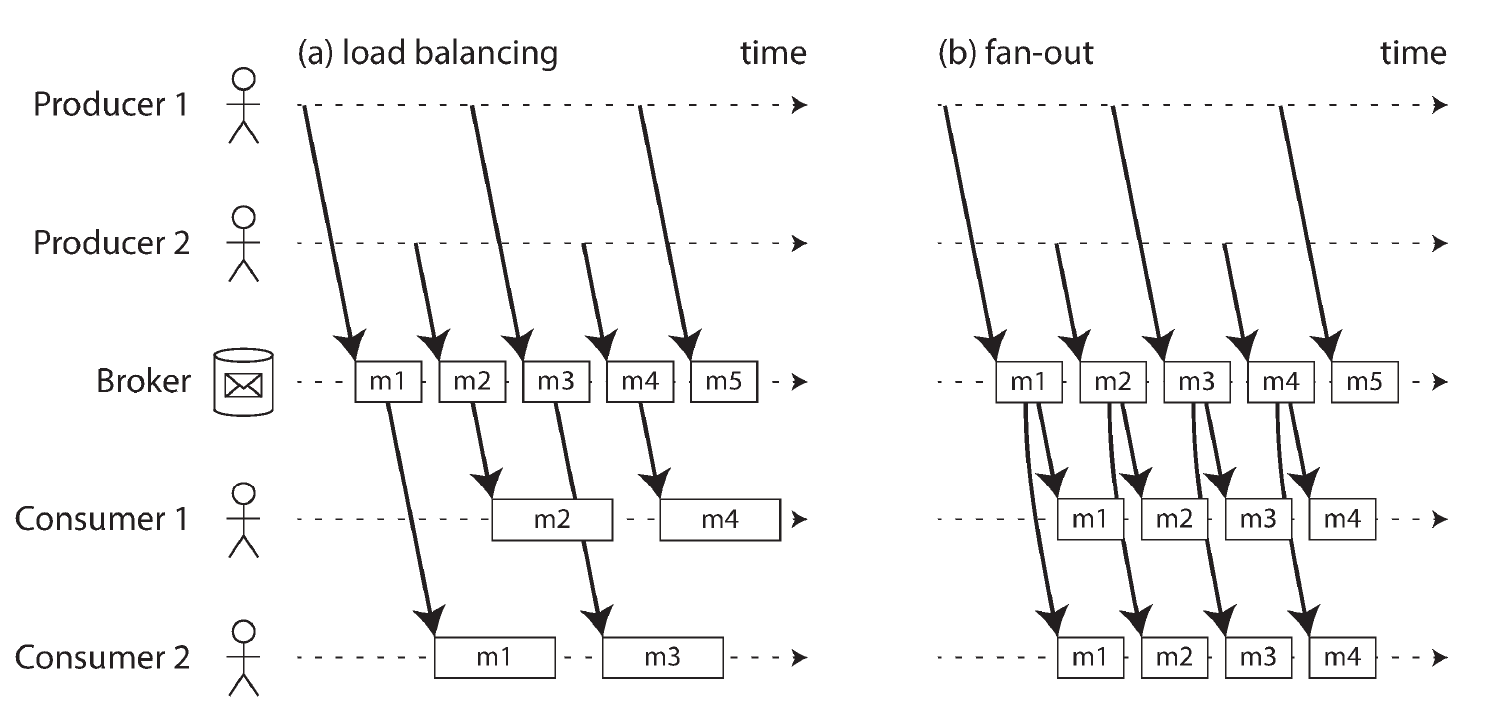 (a) load balancing time (b) fan-out time
Producer 1
Producer 2
Broker m1 m2 m3 m4 m5 m1 m2 m3 m4 m5
Consumer 1 m2 m4 m1 m2 m3 m4
Consumer 2 m1 m3 m1 m2 m3 m4